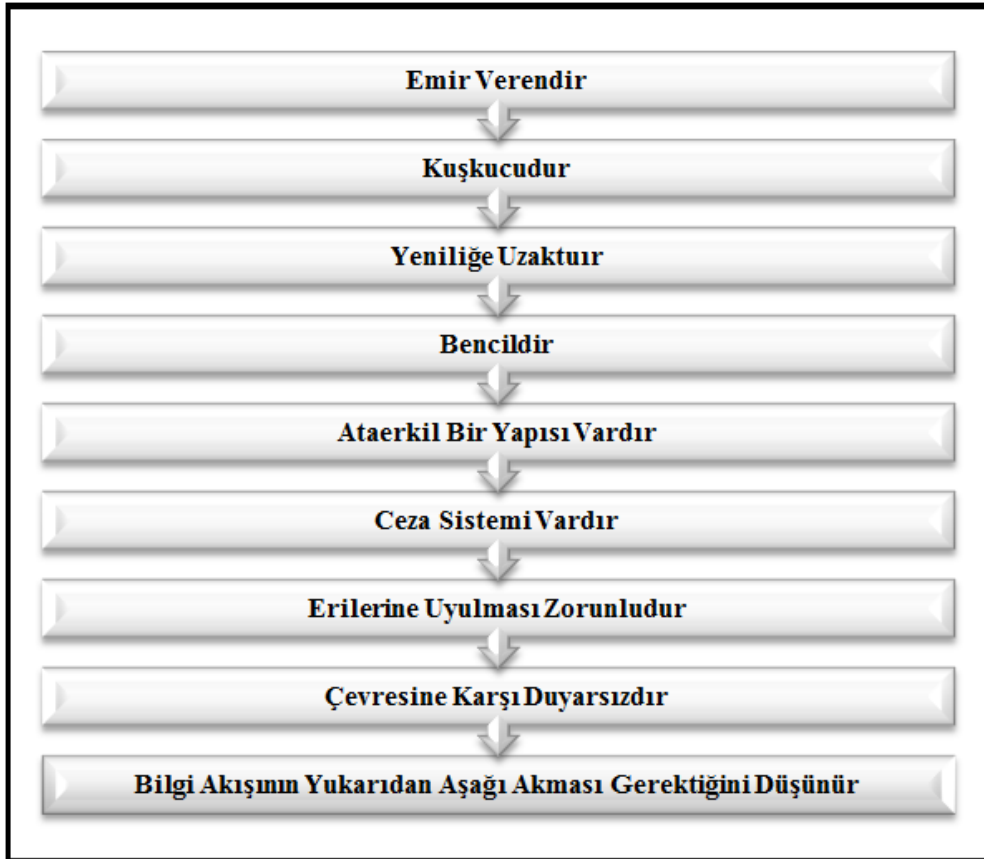 Emir Verendir
Kuşkucudur
Yeniliğe Uzaktuır
Bencildir
Ataerkil Bir Yapısı Vardır
Ceza Sistemi Vardır
Erilerine Uyulması Zorunludur
Çevresine Karşı Duyarsızdır
Bilgi Akışının Yukarıdan Aşağı Akması Gerektiğini Düşünür